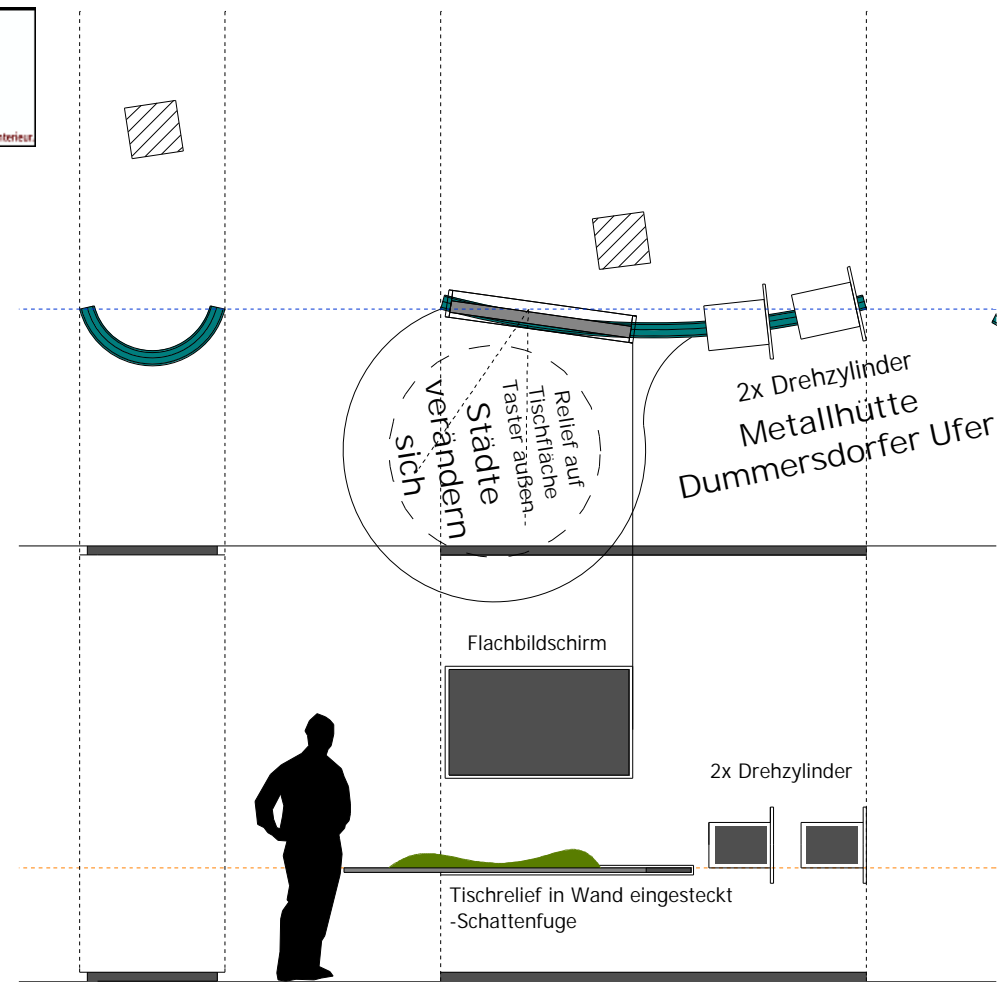 nterieur.
2x Drehzylinder
Metallhütte
Dummersdorfer Ufer
Relief auf
Tischfläche
Taster außen
Städte
verändern
sich
Flachbildschirm
2x Drehzylinder
Tischrelief in Wand eingesteckt
-Schattenfuge